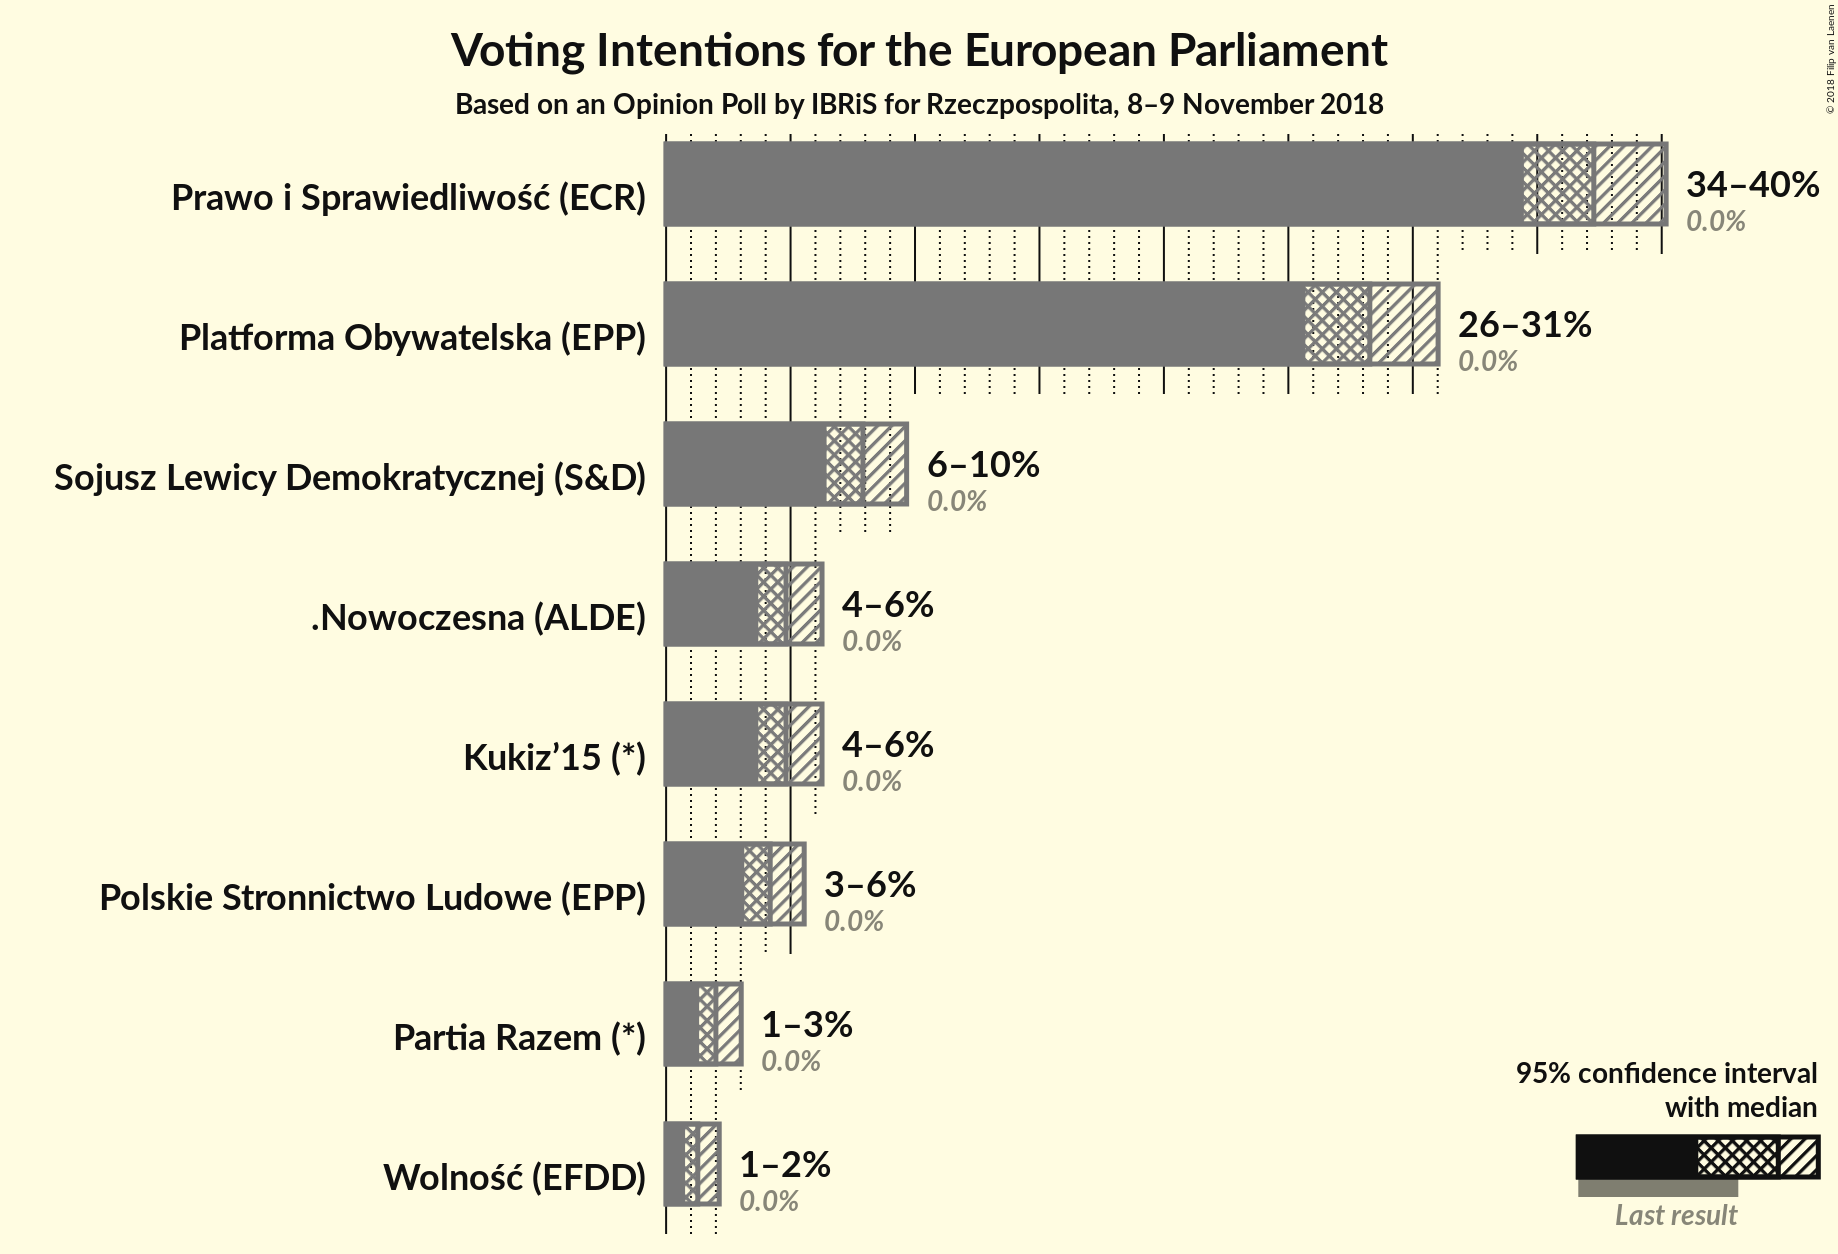 Voting Intentions for the European Parliament
Based on an Opinion Poll by IBRiS for Rzeczpospolita, 8–9 November 2018
© 2018 Filip van Laenen
Prawo i Sprawiedliwość (ECR)
34–40%
0.0%
Platforma Obywatelska (EPP)
26–31%
0.0%
Sojusz Lewicy Demokratycznej (S&D)
6–10%
0.0%
.Nowoczesna (ALDE)
4–6%
0.0%
Kukiz’15 (*)
4–6%
0.0%
Polskie Stronnictwo Ludowe (EPP)
3–6%
0.0%
Partia Razem (*)
1–3%
0.0%
Wolność (EFDD)
1–2%
0.0%
95% confidence interval
with median
Last result